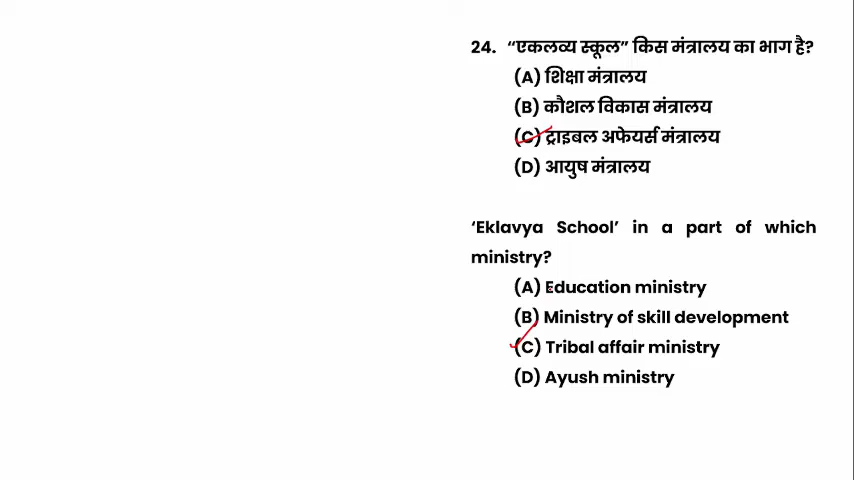 24. “एकलव्य स्कूल” किस मंत्रालय का भाग है?
(A) शिक्षा मंत्रालय
(B) कौशल विकास मंत्रालय
(C) ट्राइबल अफेयर्स मंत्रालय
(D) आयुष मंत्रालय
‘Eklavya School’ in a part of which
ministry?
(A) Education ministry
(B) Ministry of skill development
(C) Tribal affair ministry
(D) Ayush ministry